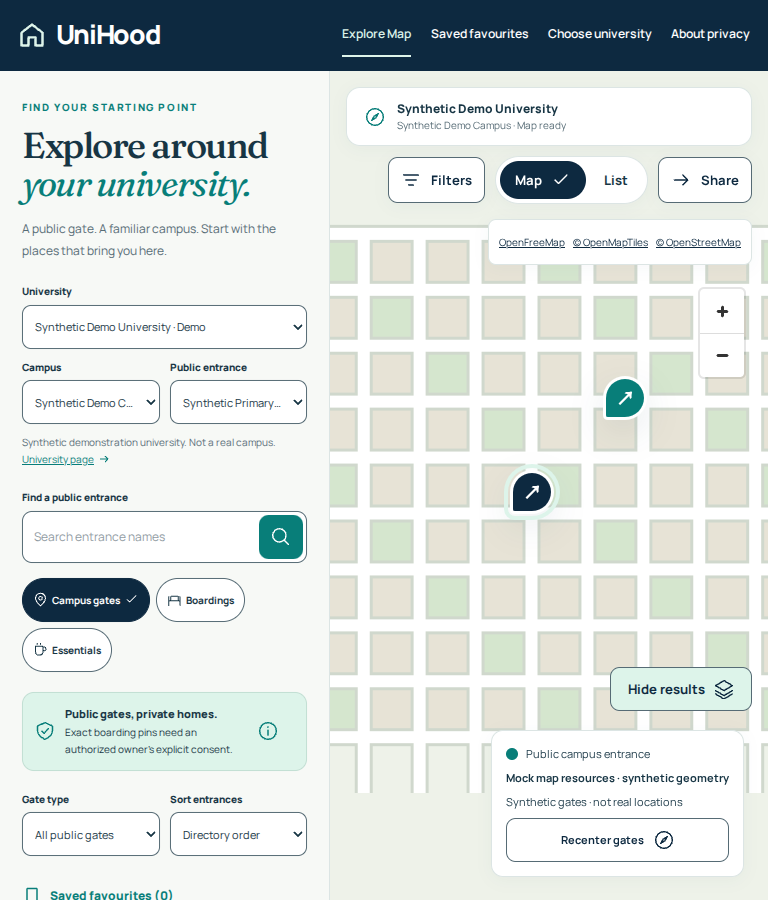 UniHood
Explore Map
Saved favourites
Choose university
About privacy
FIND YOUR STARTING POINT
Explore around
your university.
A public gate. A familiar campus. Start with the
places that bring you here.
University
Synthetic Demo University · Demo
Campus
Public entrance
Synthetic Demo C...
Synthetic Primary...
Synthetic demonstration university. Not a real campus.
University page
Find a public entrance
Search entrance names
Campus gates
Boardings
Essentials
Public gates, private homes.
Exact boarding pins need an
authorized owner's explicit consent.
Gate type
Sort entrances
All public gates
Directory order
Saved favourites (0)
Synthetic Demo University
Synthetic Demo Campus · Map ready
Filters
Map
List
Share
OpenFreeMap © OpenMapTiles © OpenStreetMap
+
−
Hide results
Public campus entrance
Mock map resources · synthetic geometry
Synthetic gates · not real locations
Recenter gates